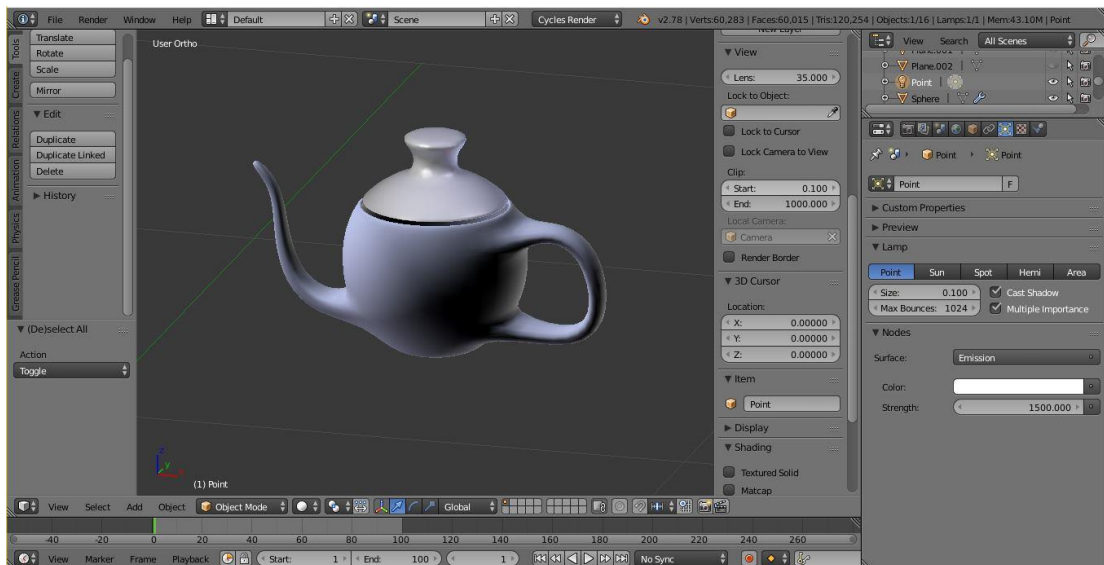 File Render Window Help Default Scene Cycles Render v2.78 | Verts:60,283 | Faces:60,015 | Tris:120,254 | Objects:1/16 | Lamps:1/1 | Mem:43.10M | Point
Tools
Create
Relations
Animation
Physics
Grease Pencil
Translate
Rotate
Scale
Mirror
Edit
Duplicate
Duplicate Linked
Delete
History
(De)select All
Action
Toggle
User Ortho
z
y
x
(1) Point
New Layer
View
Lens: 35.000
Lock to Object:
Lock to Cursor
Lock Camera to View
Clip:
Start: 0.100
End: 1000.000
Local Camera:
Camera
Render Border
3D Cursor
Location:
X: 0.00000
Y: 0.00000
Z: 0.00000
Item
Point
Display
Shading
Textured Solid
Matcap
View Search All Scenes
Plane.001
Plane.002
Point
Sphere
Point Point
Point F
Custom Properties
Preview
Lamp
Point Sun Spot Hemi Area
Size: 0.100 Cast Shadow
Max Bounces: 1024 Multiple Importance
Nodes
Surface: Emission
Color:
Strength: 1500.000
View Select Add Object Object Mode Global
-40 -20 0 20 40 60 80 100 120 140 160 180 200 220 240 260
View Marker Frame Playback Start: 1 End: 100 1 No Sync